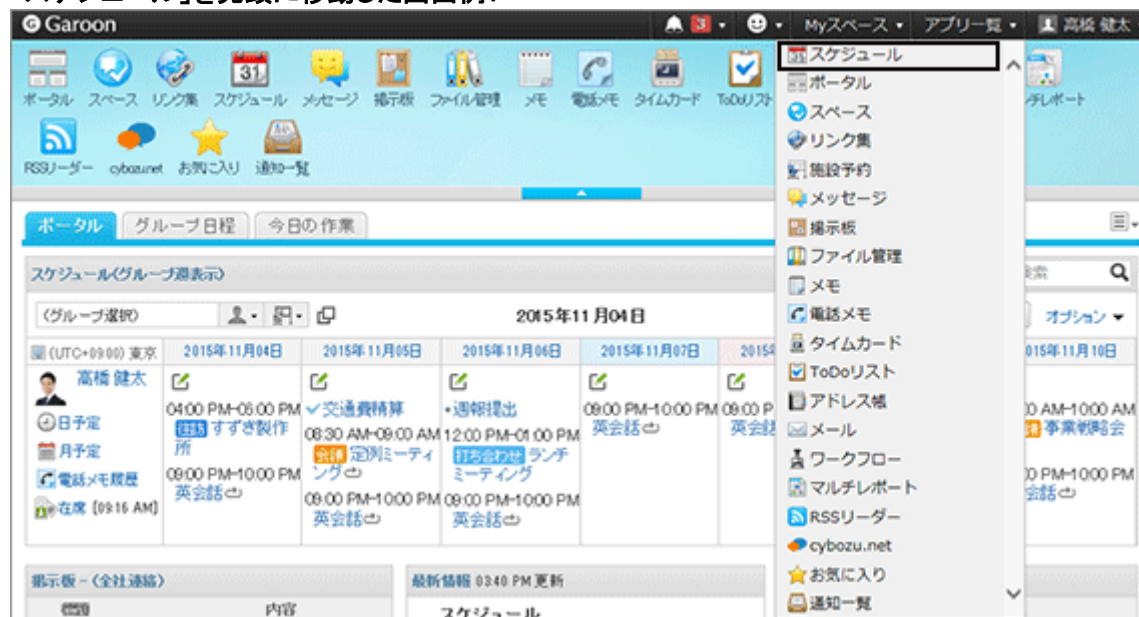 Garoon
3
Myスペース
アプリ一覧
高橋 健太
ポータル
スペース
リンク集
スケジュール
メッセージ
掲示板
ファイル管理
メモ
電話メモ
タイムカード
ToDoリスト
RSSリーダー
cybozu.net
お気に入り
通知一覧
スケジュール
ポータル
スペース
リンク集
施設予約
メッセージ
掲示板
ファイル管理
メモ
電話メモ
タイムカード
ToDoリスト
アドレス帳
メール
ワークフロー
マルチレポート
RSSリーダー
cybozu.net
お気に入り
通知一覧
ポータル
グループ日程
今日の作業
スケジュール(グループ週表示)
(グループ選択)
2015年11月04日
オプション
(UTC+09:00) 東京
2015年11月04日
2015年11月05日
2015年11月06日
2015年11月07日
015年11月10日
高橋 健太
日予定
月予定
電話メモ履歴
在席 [09:16 AM]
04:00 PM-06:00 PM
往訪 すずき製作
所
09:00 PM-10:00 PM
英会話
交通費精算
08:30 AM-09:00 AM
会議 定例ミーティ
ング
09:00 PM-10:00 PM
英会話
・週報提出
12:00 PM-01:00 PM
打ち合わせ ランチ
ミーティング
09:00 PM-10:00 PM
英会話
09:00 PM-10:00 PM
英会話
09:00 P
英会話
0 AM-10:00 AM
事業戦略会
0 PM-10:00 PM
会話
掲示板 - (全社連絡)
内容
最新情報 03:40 PM 更新
スケジュール